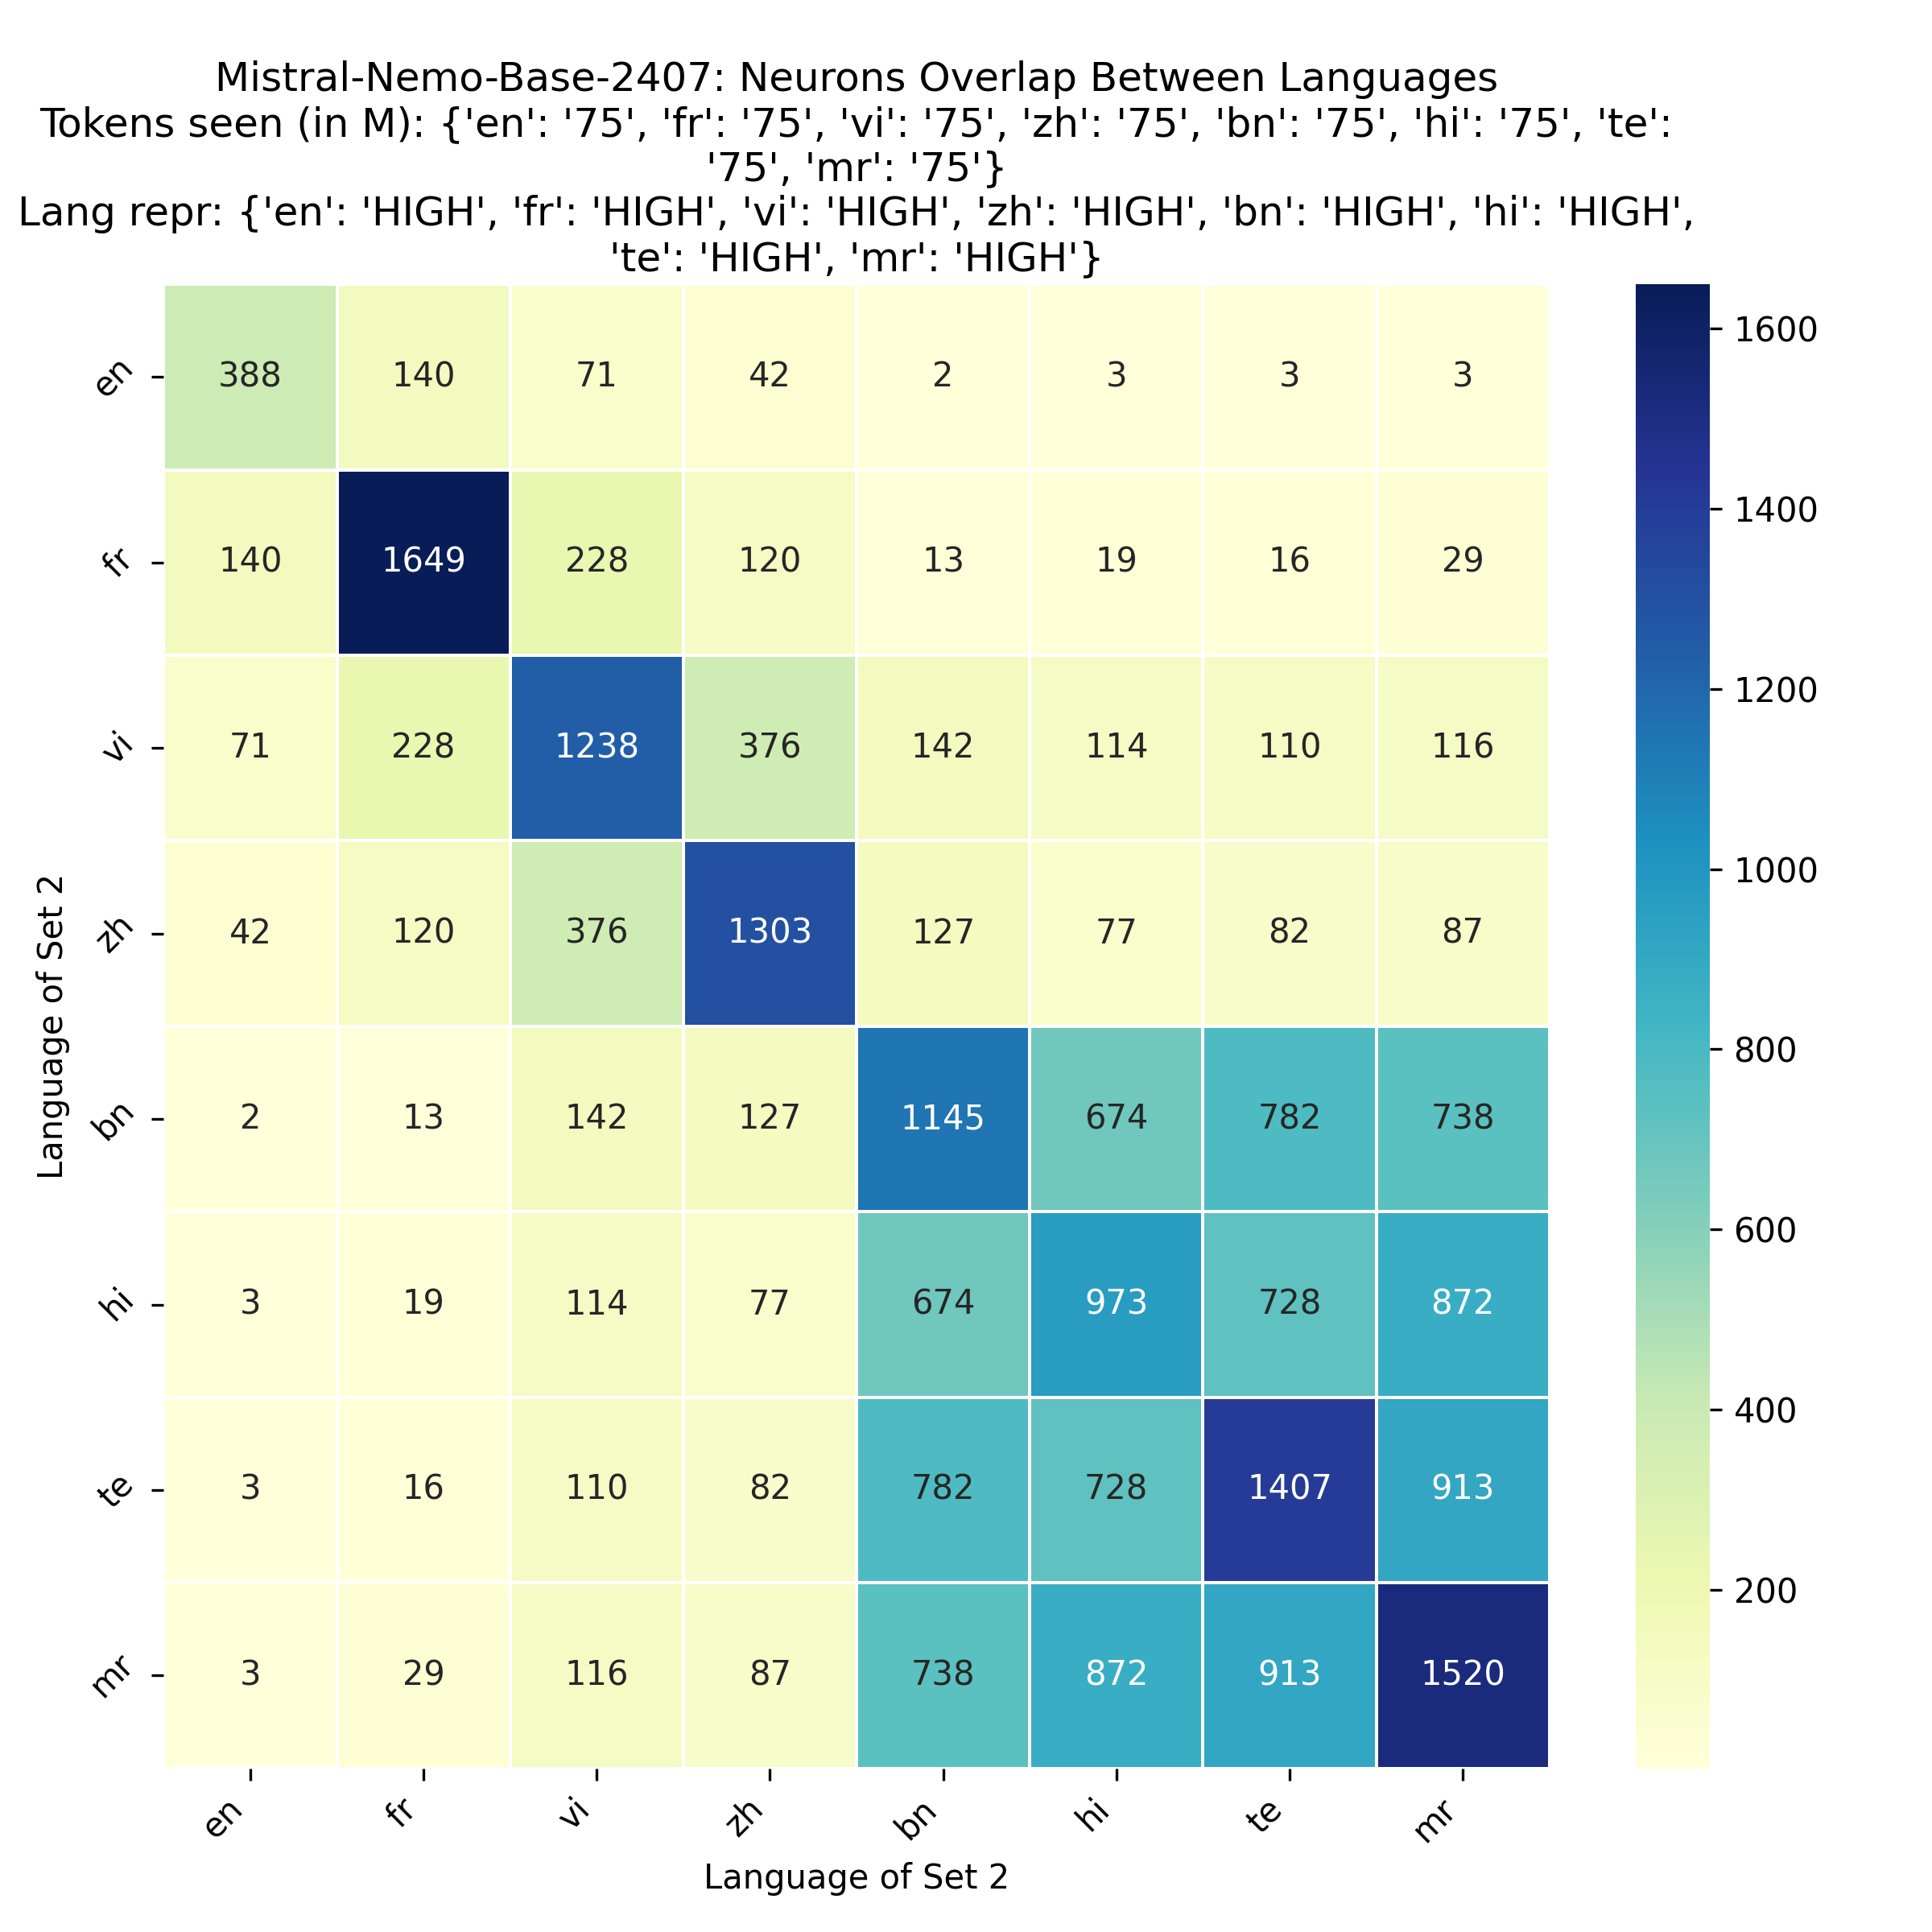 Mistral-Nemo-Base-2407: Neurons Overlap Between Languages
Tokens seen (in M): {'en': '75', 'fr': '75', 'vi': '75', 'zh': '75', 'bn': '75', 'hi': '75', 'te':
'75', 'mr': '75'}
Lang repr: {'en': 'HIGH', 'fr': 'HIGH', 'vi': 'HIGH', 'zh': 'HIGH', 'bn': 'HIGH', 'hi': 'HIGH',
'te': 'HIGH', 'mr': 'HIGH'}
en 388 140 71 42 2 3 3 3
fr 140 1649 228 120 13 19 16 29
vi 71 228 1238 376 142 114 110 116
zh 42 120 376 1303 127 77 82 87
bn 2 13 142 127 1145 674 782 738
hi 3 19 114 77 674 973 728 872
te 3 16 110 82 782 728 1407 913
mr 3 29 116 87 738 872 913 1520
en fr vi zh bn hi te mr
Language of Set 2
Language of Set 2
1600
1400
1200
1000
800
600
400
200